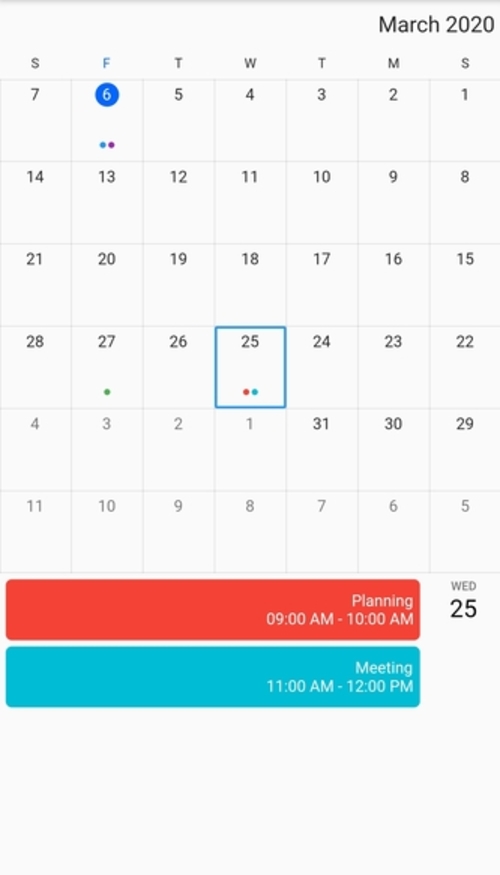 March 2020
S F T W T M S
7 6 5 4 3 2 1
14 13 12 11 10 9 8
21 20 19 18 17 16 15
28 27 26 25 24 23 22
4 3 2 1 31 30 29
11 10 9 8 7 6 5
WED
25
Planning
09:00 AM - 10:00 AM
Meeting
11:00 AM - 12:00 PM